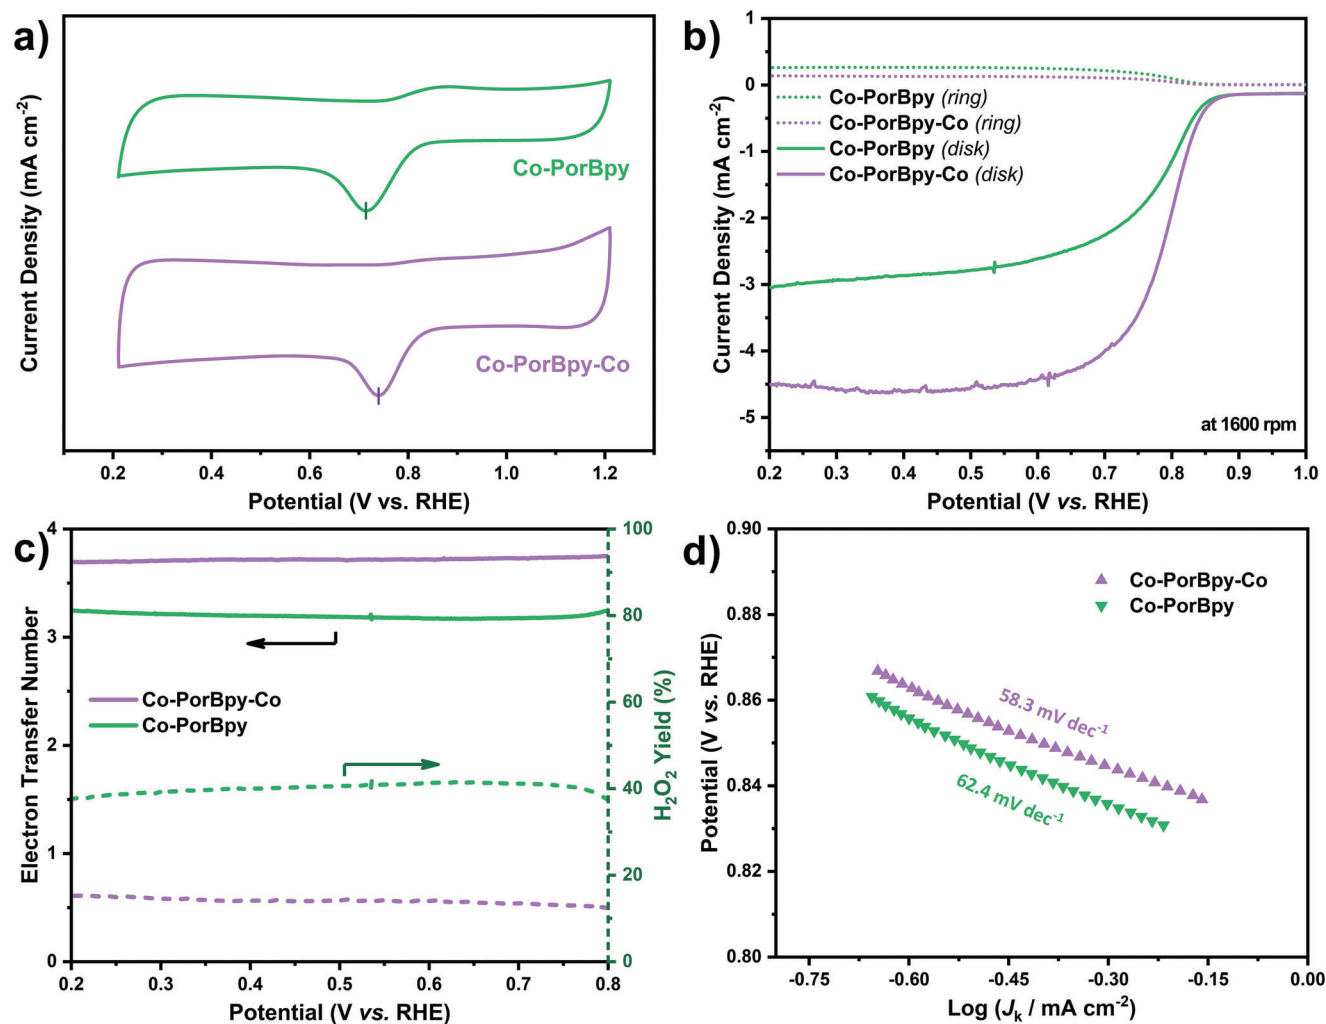 a)
Current Density (mA cm⁻²)
Co-PorBpy
Co-PorBpy-Co
0.2 0.4 0.6 0.8 1.0 1.2
Potential (V vs. RHE)
b)
Current Density (mA cm⁻²)
1
0
-1
-2
-3
-4
-5
Co-PorBpy (ring)
Co-PorBpy-Co (ring)
Co-PorBpy (disk)
Co-PorBpy-Co (disk)
at 1600 rpm
0.2 0.3 0.4 0.5 0.6 0.7 0.8 0.9 1.0
Potential (V vs. RHE)
c)
Electron Transfer Number
4
3
2
1
0
Co-PorBpy-Co
Co-PorBpy
100
80
60
40
20
0
H₂O₂ Yield (%)
0.2 0.3 0.4 0.5 0.6 0.7 0.8
Potential (V vs. RHE)
d)
Potential (V vs. RHE)
0.90
0.88
0.86
0.84
0.82
0.80
Co-PorBpy-Co
Co-PorBpy
58.3 mV dec⁻¹
62.4 mV dec⁻¹
-0.75 -0.60 -0.45 -0.30 -0.15 0.00
Log (Jₖ / mA cm⁻²)